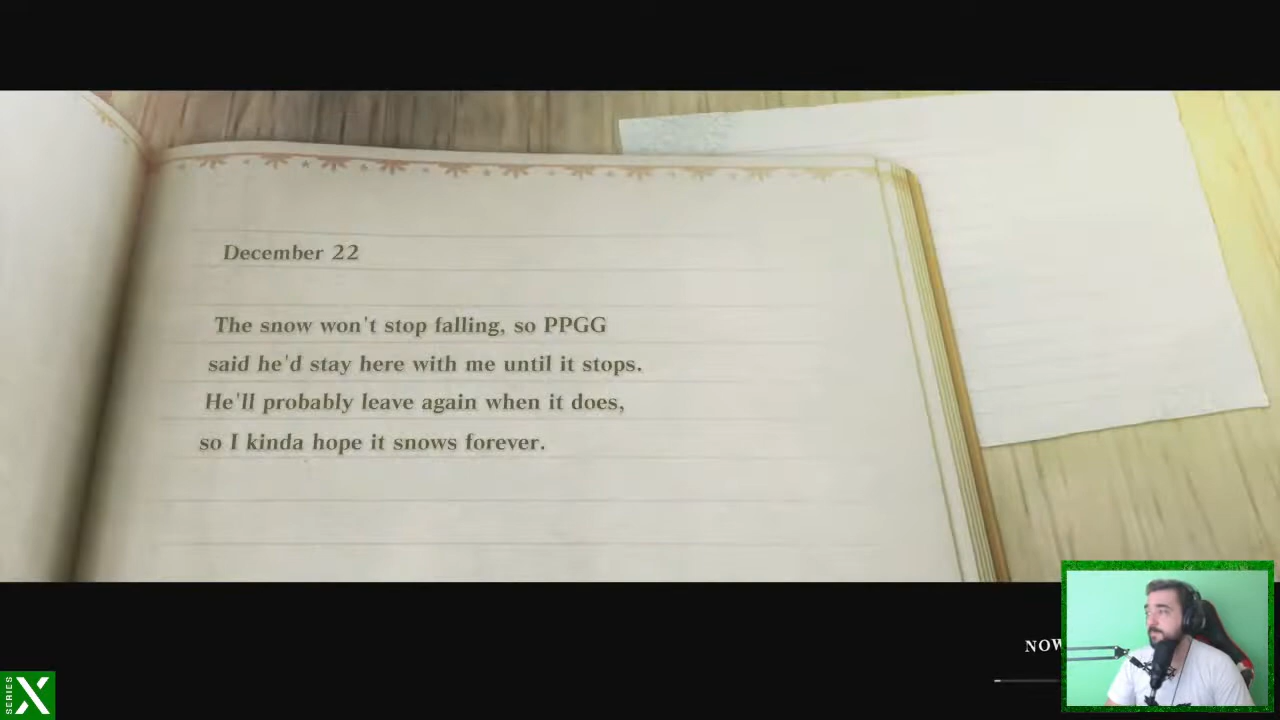 December 22
The snow won't stop falling, so PPGG
said he'd stay here with me until it stops.
He'll probably leave again when it does,
so I kinda hope it snows forever.
NOW
SERIES X